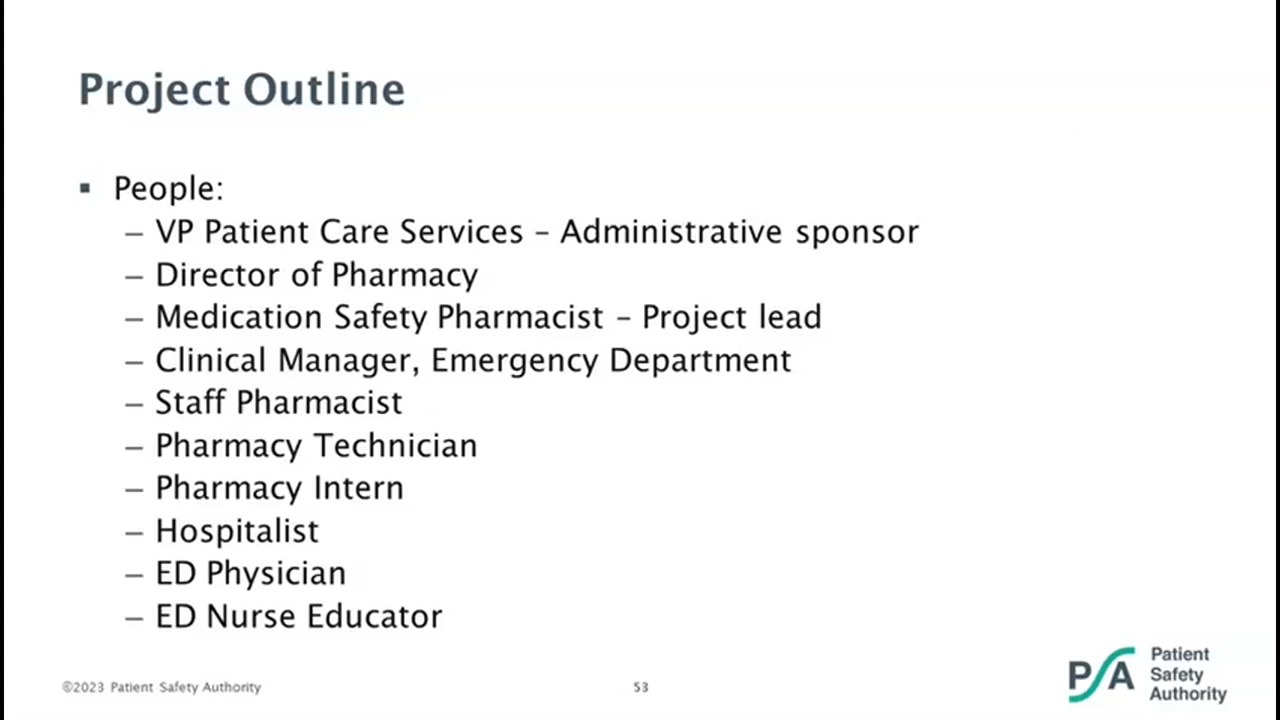 Project Outline
▪ People:
– VP Patient Care Services – Administrative sponsor
– Director of Pharmacy
– Medication Safety Pharmacist – Project lead
– Clinical Manager, Emergency Department
– Staff Pharmacist
– Pharmacy Technician
– Pharmacy Intern
– Hospitalist
– ED Physician
– ED Nurse Educator
©2023 Patient Safety Authority
53
PSA
Patient
Safety
Authority